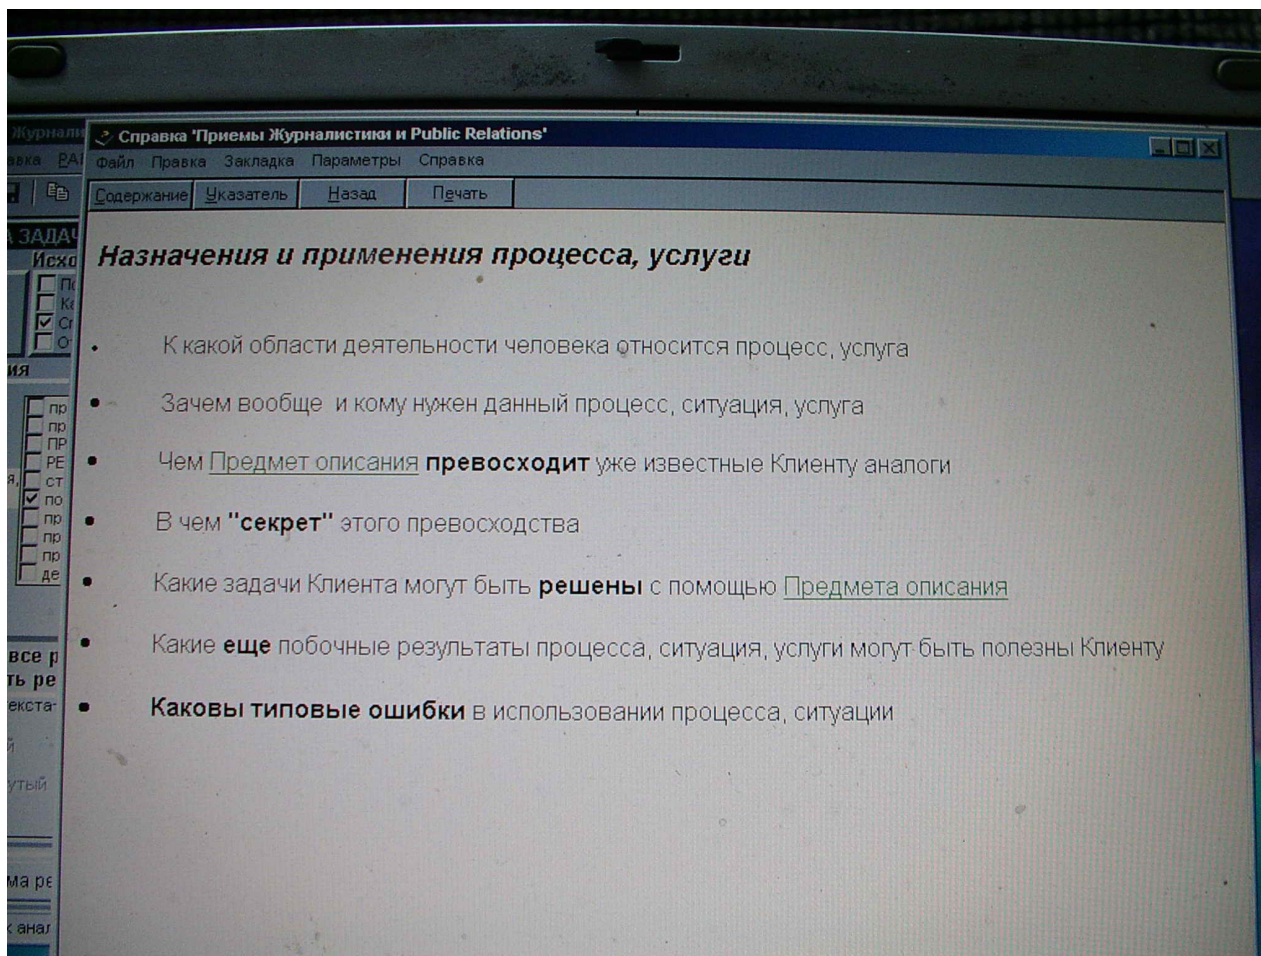 Справка 'Приемы Журналистики и Public Relations'
Файл Правка Закладка Параметры Справка
Содержание Указатель Назад Печать
Назначения и применения процесса, услуги
• К какой области деятельности человека относится процесс, услуга
• Зачем вообще и кому нужен данный процесс, ситуация, услуга
• Чем Предмет описания превосходит уже известные Клиенту аналоги
• В чем "секрет" этого превосходства
• Какие задачи Клиента могут быть решены с помощью Предмета описания
• Какие еще побочные результаты процесса, ситуация, услуги могут быть полезны Клиенту
• Каковы типовые ошибки в использовании процесса, ситуации